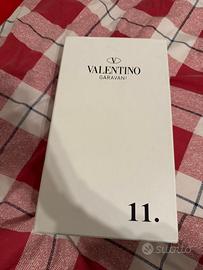 VALENTINO
GARAVANI
11.
subito